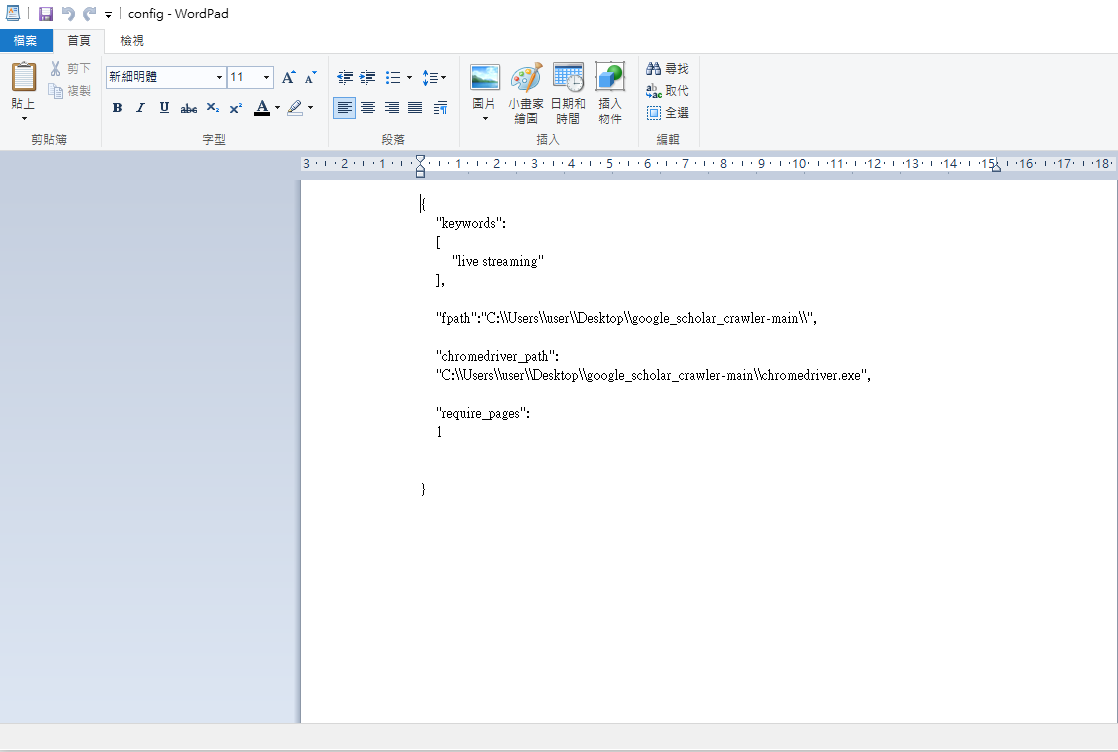 config - WordPad
檔案 首頁 檢視
貼上
剪下
複製
剪貼簿
新細明體 11 A A
B I U abc X₂ X² A
字型
段落
圖片
小畫家
繪圖
日期和
時間
插入
物件
插入
尋找
取代
全選
編輯
3 2 1 1 2 3 4 5 6 7 8 9 10 11 12 13 14 15 16 17 18
{
"keywords":
[
"live streaming"
],
"fpath":"C:\\Users\\user\\Desktop\\google_scholar_crawler-main\\",
"chromedriver_path":
"C:\\Users\\user\\Desktop\\google_scholar_crawler-main\\chromedriver.exe",
"require_pages":
1
}